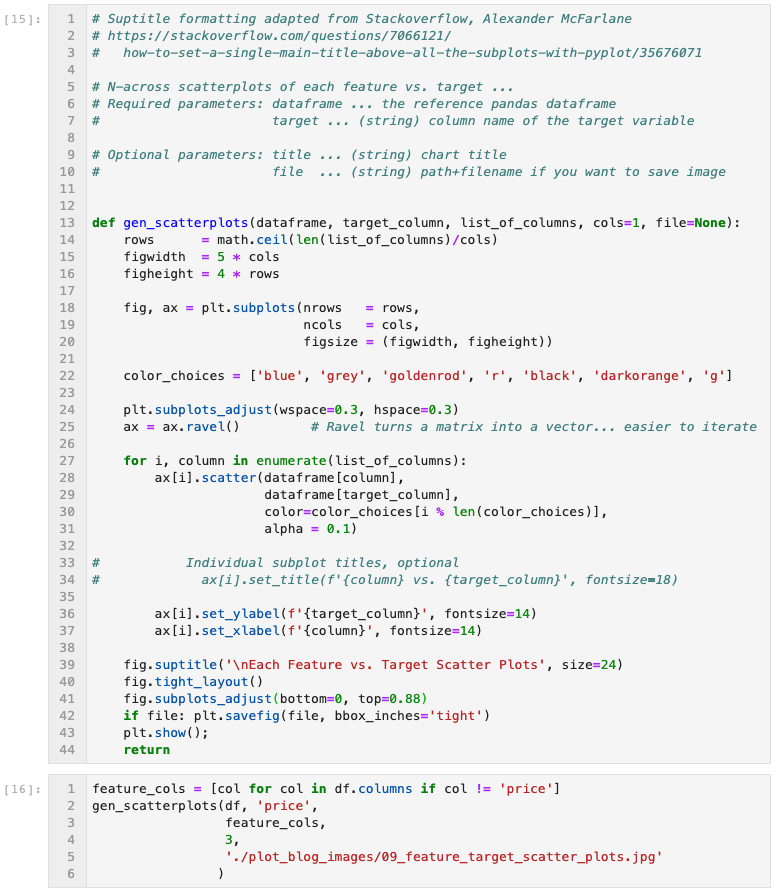 [15]:
1 # Suptitle formatting adapted from Stackoverflow, Alexander McFarlane
2 # https://stackoverflow.com/questions/7066121/
3 #   how-to-set-a-single-main-title-above-all-the-subplots-with-pyplot/35676071
4
5 # N-across scatterplots of each feature vs. target ...
6 # Required parameters: dataframe ... the reference pandas dataframe
7 #                      target ... (string) column name of the target variable
8
9 # Optional parameters: title ... (string) chart title
10 #                      file  ... (string) path+filename if you want to save image
11
12
13 def gen_scatterplots(dataframe, target_column, list_of_columns, cols=1, file=None):
14     rows      = math.ceil(len(list_of_columns)/cols)
15     figwidth  = 5 * cols
16     figheight = 4 * rows
17
18     fig, ax = plt.subplots(nrows   = rows,
19                            ncols   = cols,
20                            figsize = (figwidth, figheight))
21
22     color_choices = ['blue', 'grey', 'goldenrod', 'r', 'black', 'darkorange', 'g']
23
24     plt.subplots_adjust(wspace=0.3, hspace=0.3)
25     ax = ax.ravel()         # Ravel turns a matrix into a vector... easier to iterate
26
27     for i, column in enumerate(list_of_columns):
28         ax[i].scatter(dataframe[column],
29                       dataframe[target_column],
30                       color=color_choices[i % len(color_choices)],
31                       alpha = 0.1)
32
33 #           Individual subplot titles, optional
34 #             ax[i].set_title(f'{column} vs. {target_column}', fontsize=18)
35
36         ax[i].set_ylabel(f'{target_column}', fontsize=14)
37         ax[i].set_xlabel(f'{column}', fontsize=14)
38
39     fig.suptitle('\nEach Feature vs. Target Scatter Plots', size=24)
40     fig.tight_layout()
41     fig.subplots_adjust(bottom=0, top=0.88)
42     if file: plt.savefig(file, bbox_inches='tight')
43     plt.show();
44     return
[16]:
1 feature_cols = [col for col in df.columns if col != 'price']
2 gen_scatterplots(df, 'price',
3                  feature_cols,
4                  3,
5                  './plot_blog_images/09_feature_target_scatter_plots.jpg'
6                 )